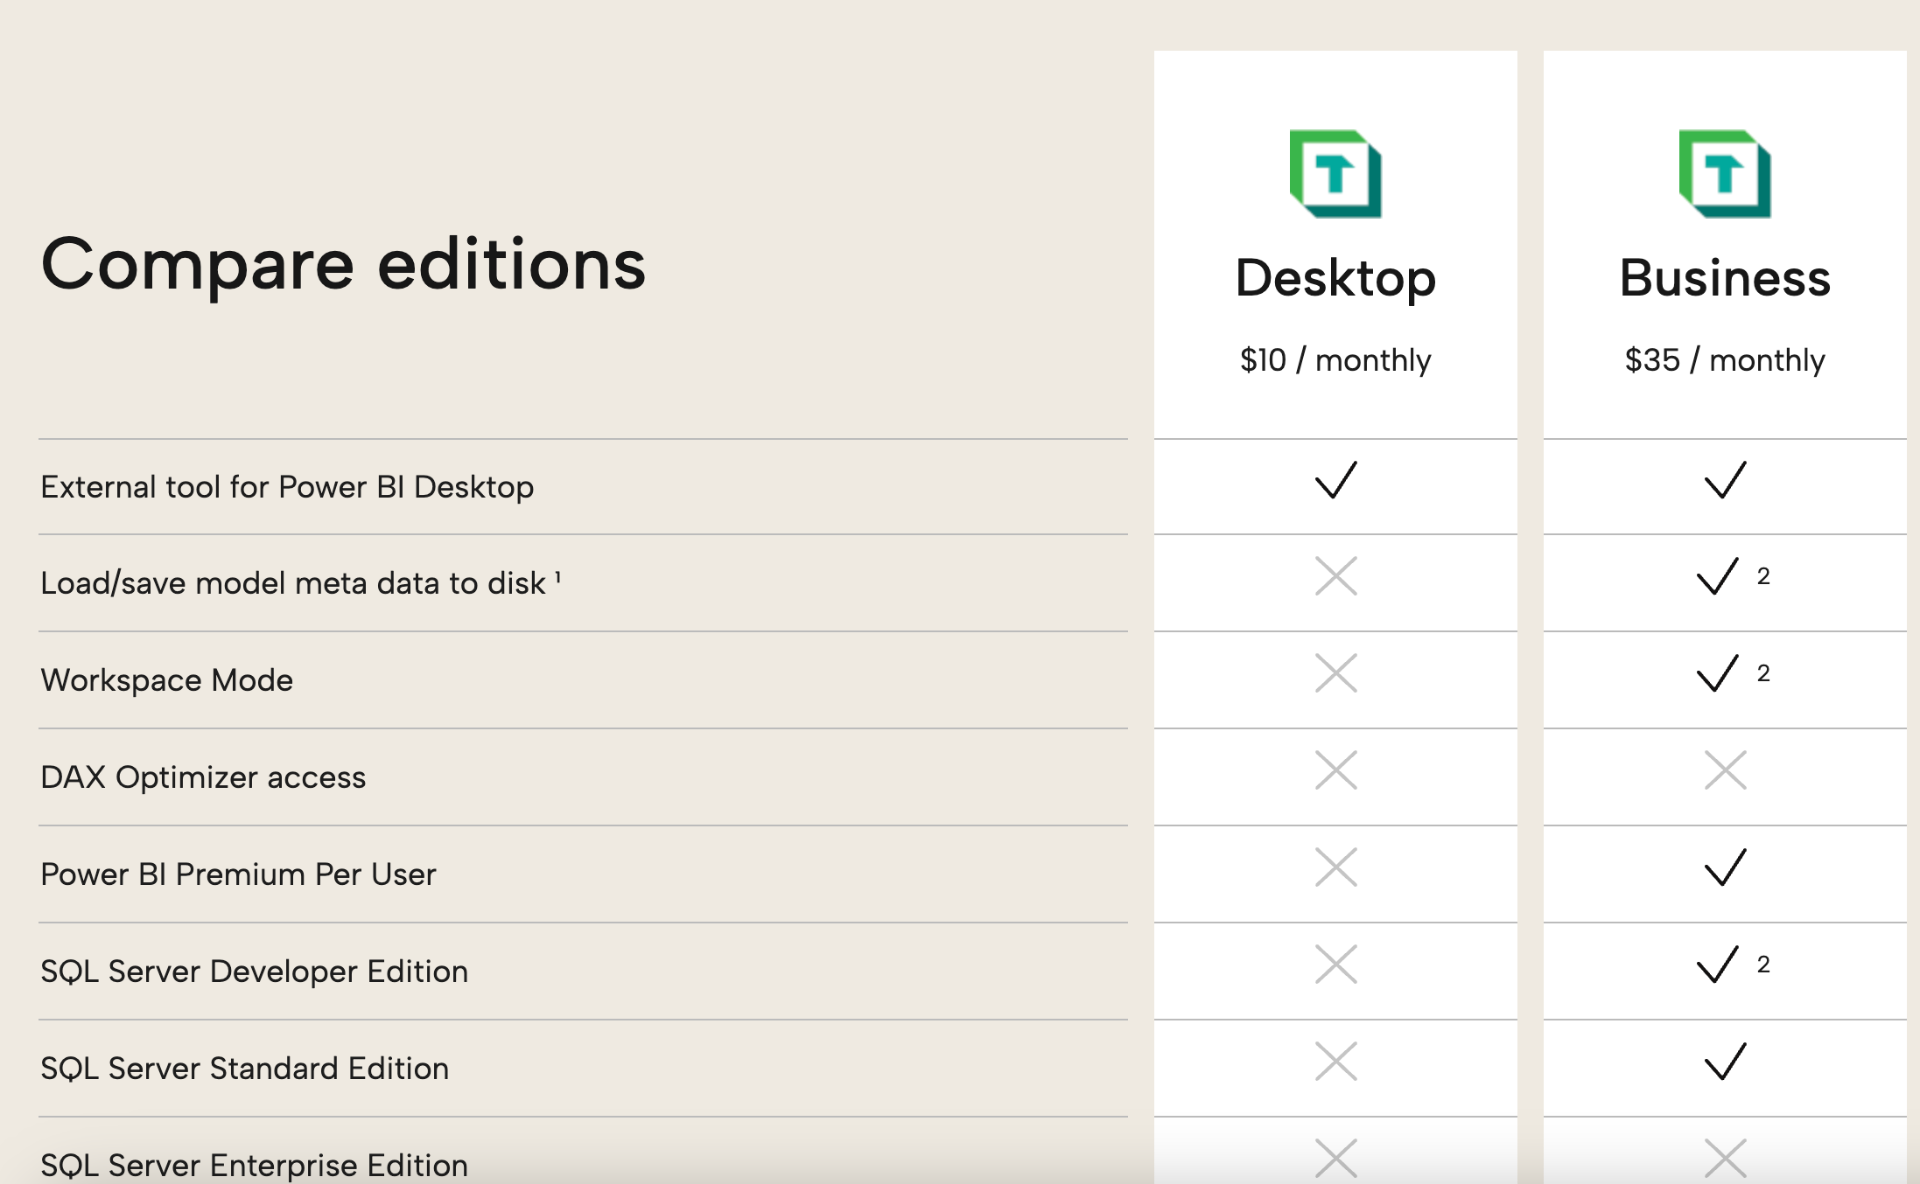 Compare editions
Desktop
$10 / monthly
Business
$35 / monthly
External tool for Power BI Desktop
Load/save model meta data to disk ¹
2
Workspace Mode
2
DAX Optimizer access
Power BI Premium Per User
SQL Server Developer Edition
2
SQL Server Standard Edition
SQL Server Enterprise Edition